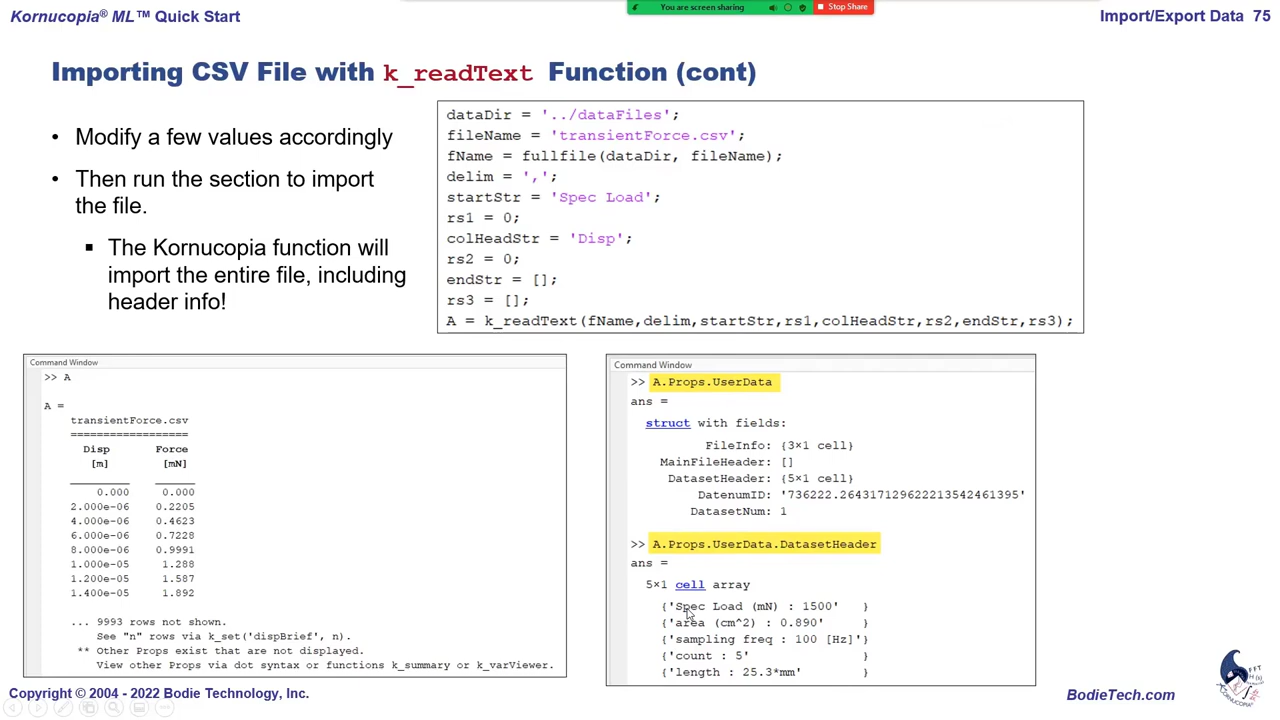 Kornucopia® ML™ Quick Start
You are screen sharing
Stop Share
Import/Export Data 75
Importing CSV File with k_readText Function (cont)
• Modify a few values accordingly
• Then run the section to import
the file.
▪ The Kornucopia function will
import the entire file, including
header info!
dataDir = '../dataFiles';
fileName = 'transientForce.csv';
fName = fullfile(dataDir, fileName);
delim = ',';
startStr = 'Spec Load';
rs1 = 0;
colHeadStr = 'Disp';
rs2 = 0;
endStr = [];
rs3 = [];
A = k_readText(fName,delim,startStr,rs1,colHeadStr,rs2,endStr,rs3);
Command Window
>> A
A =
transientForce.csv
==================
Disp Force
[m] [mN]
_________ ______
0.000 0.000
2.000e-06 0.2205
4.000e-06 0.4623
6.000e-06 0.7228
8.000e-06 0.9991
1.000e-05 1.288
1.200e-05 1.587
1.400e-05 1.892
... 9993 rows not shown.
See "n" rows via k_set('dispBrief', n).
** Other Props exist that are not displayed.
View other Props via dot syntax or functions k_summary or k_varViewer.
Command Window
>> A.Props.UserData
ans =
struct with fields:
FileInfo: {3×1 cell}
MainFileHeader: []
DatasetHeader: {5×1 cell}
DatenumID: '736222.264317129622213542461395'
DatasetNum: 1
>> A.Props.UserData.DatasetHeader
ans =
5×1 cell array
{'Spec Load (mN) : 1500' }
{'area (cm^2) : 0.890' }
{'sampling freq : 100 [Hz]'}
{'count : 5' }
{'length : 25.3*mm' }
Copyright © 2004 - 2022 Bodie Technology, Inc.
BodieTech.com